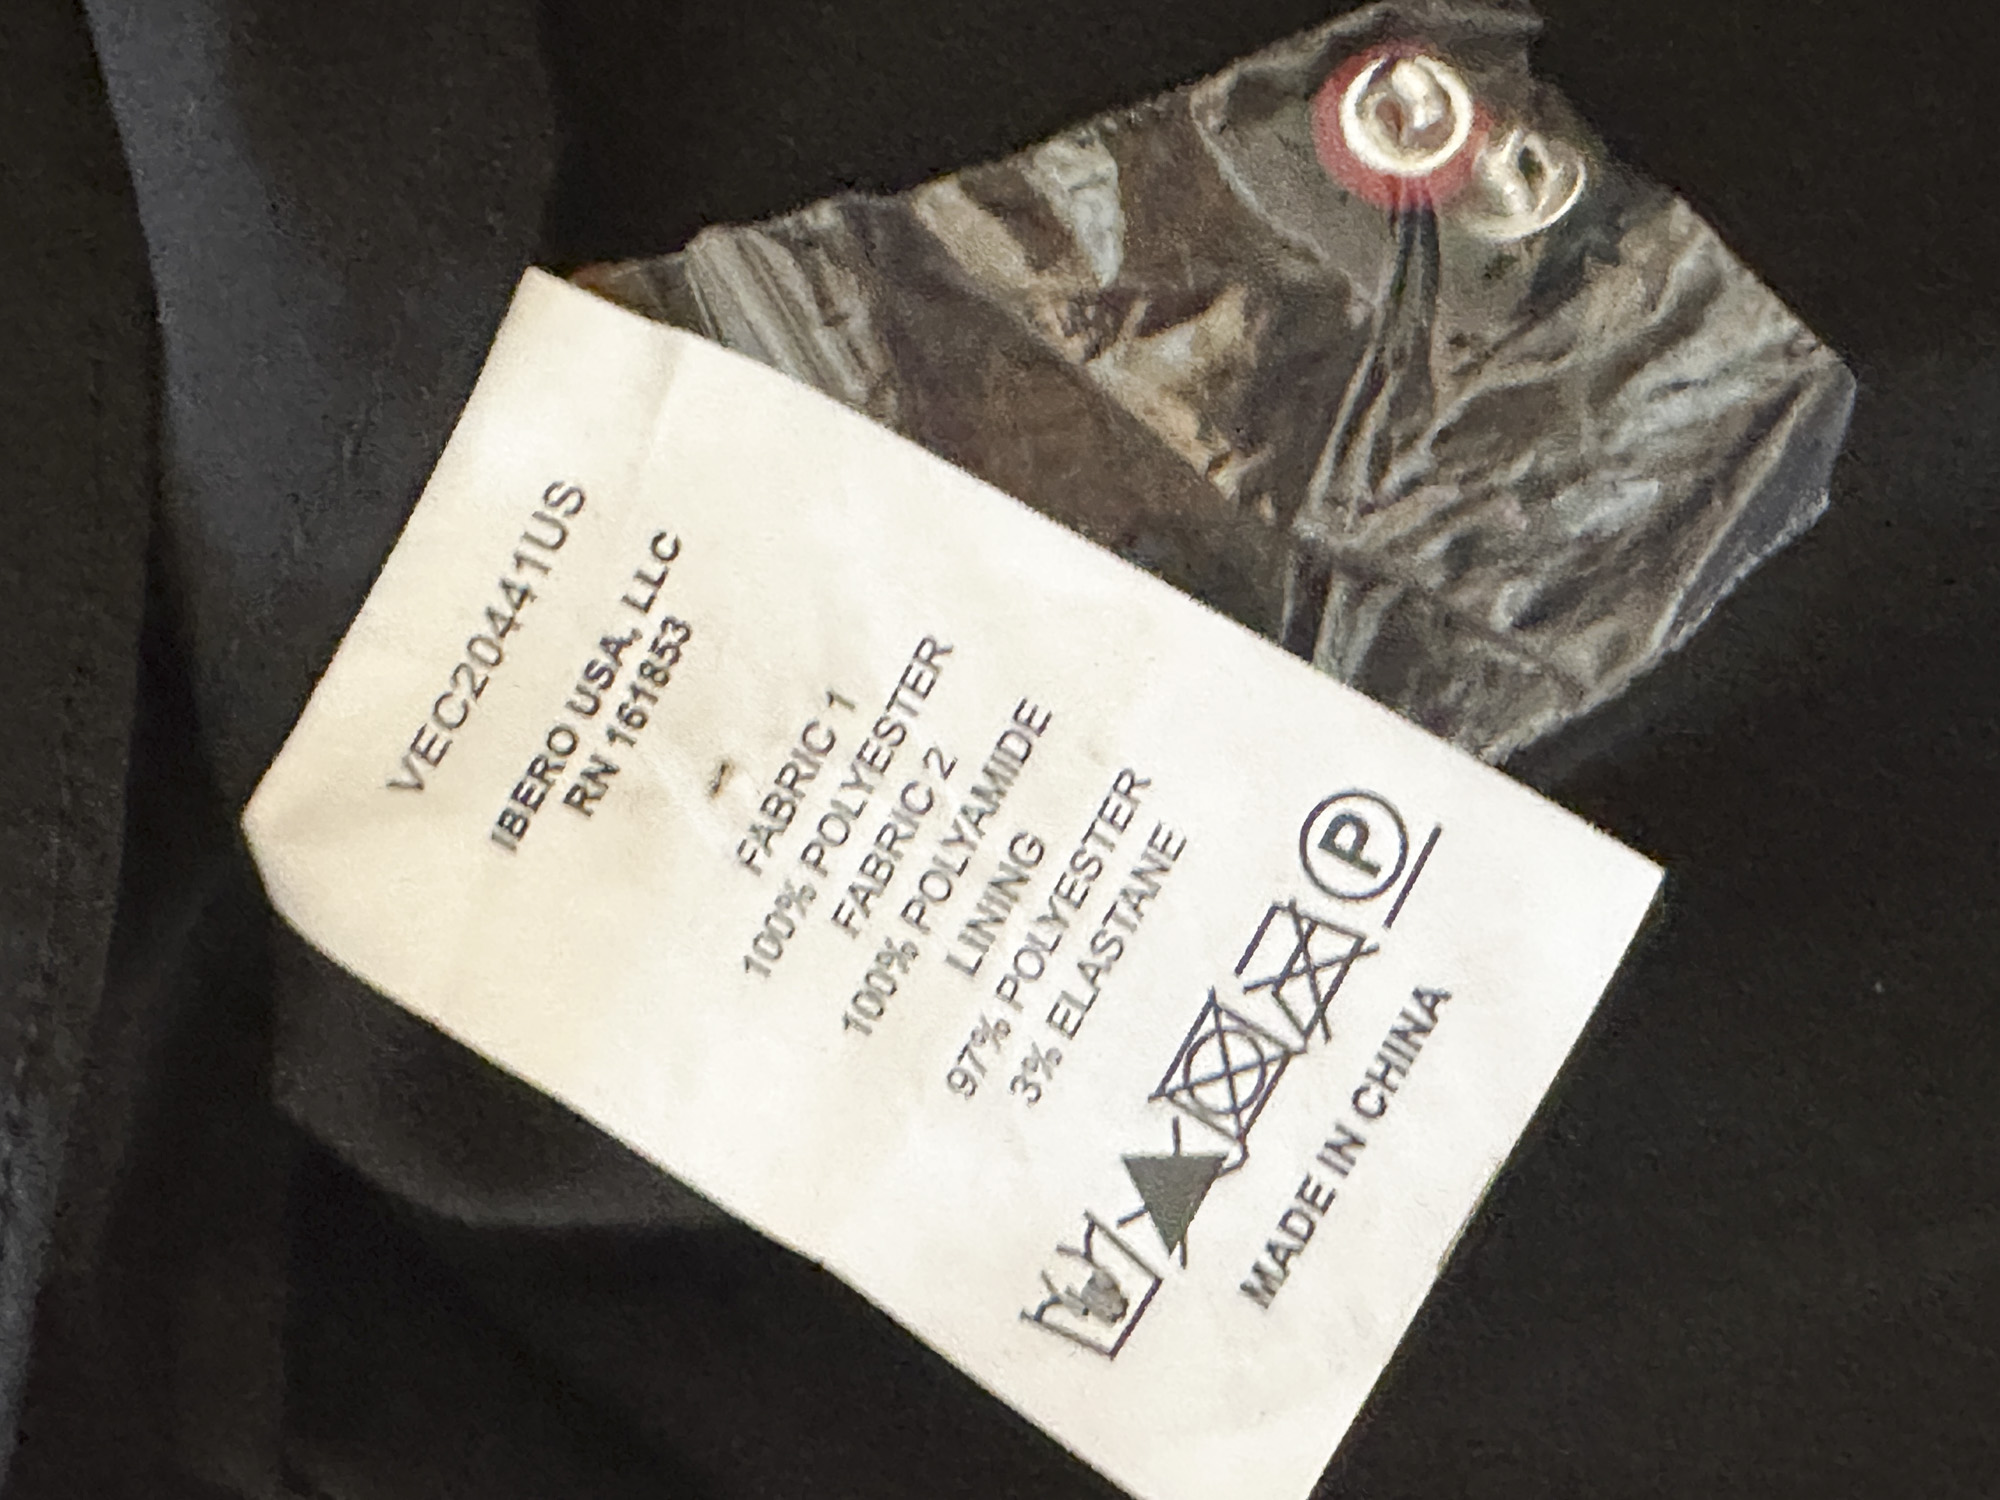 VEC20441US
IBERO USA, LLC
RN 161853
FABRIC 1
100% POLYESTER
FABRIC 2
100% POLYAMIDE
LINING
97% POLYESTER
3% ELASTANE
P
MADE IN CHINA